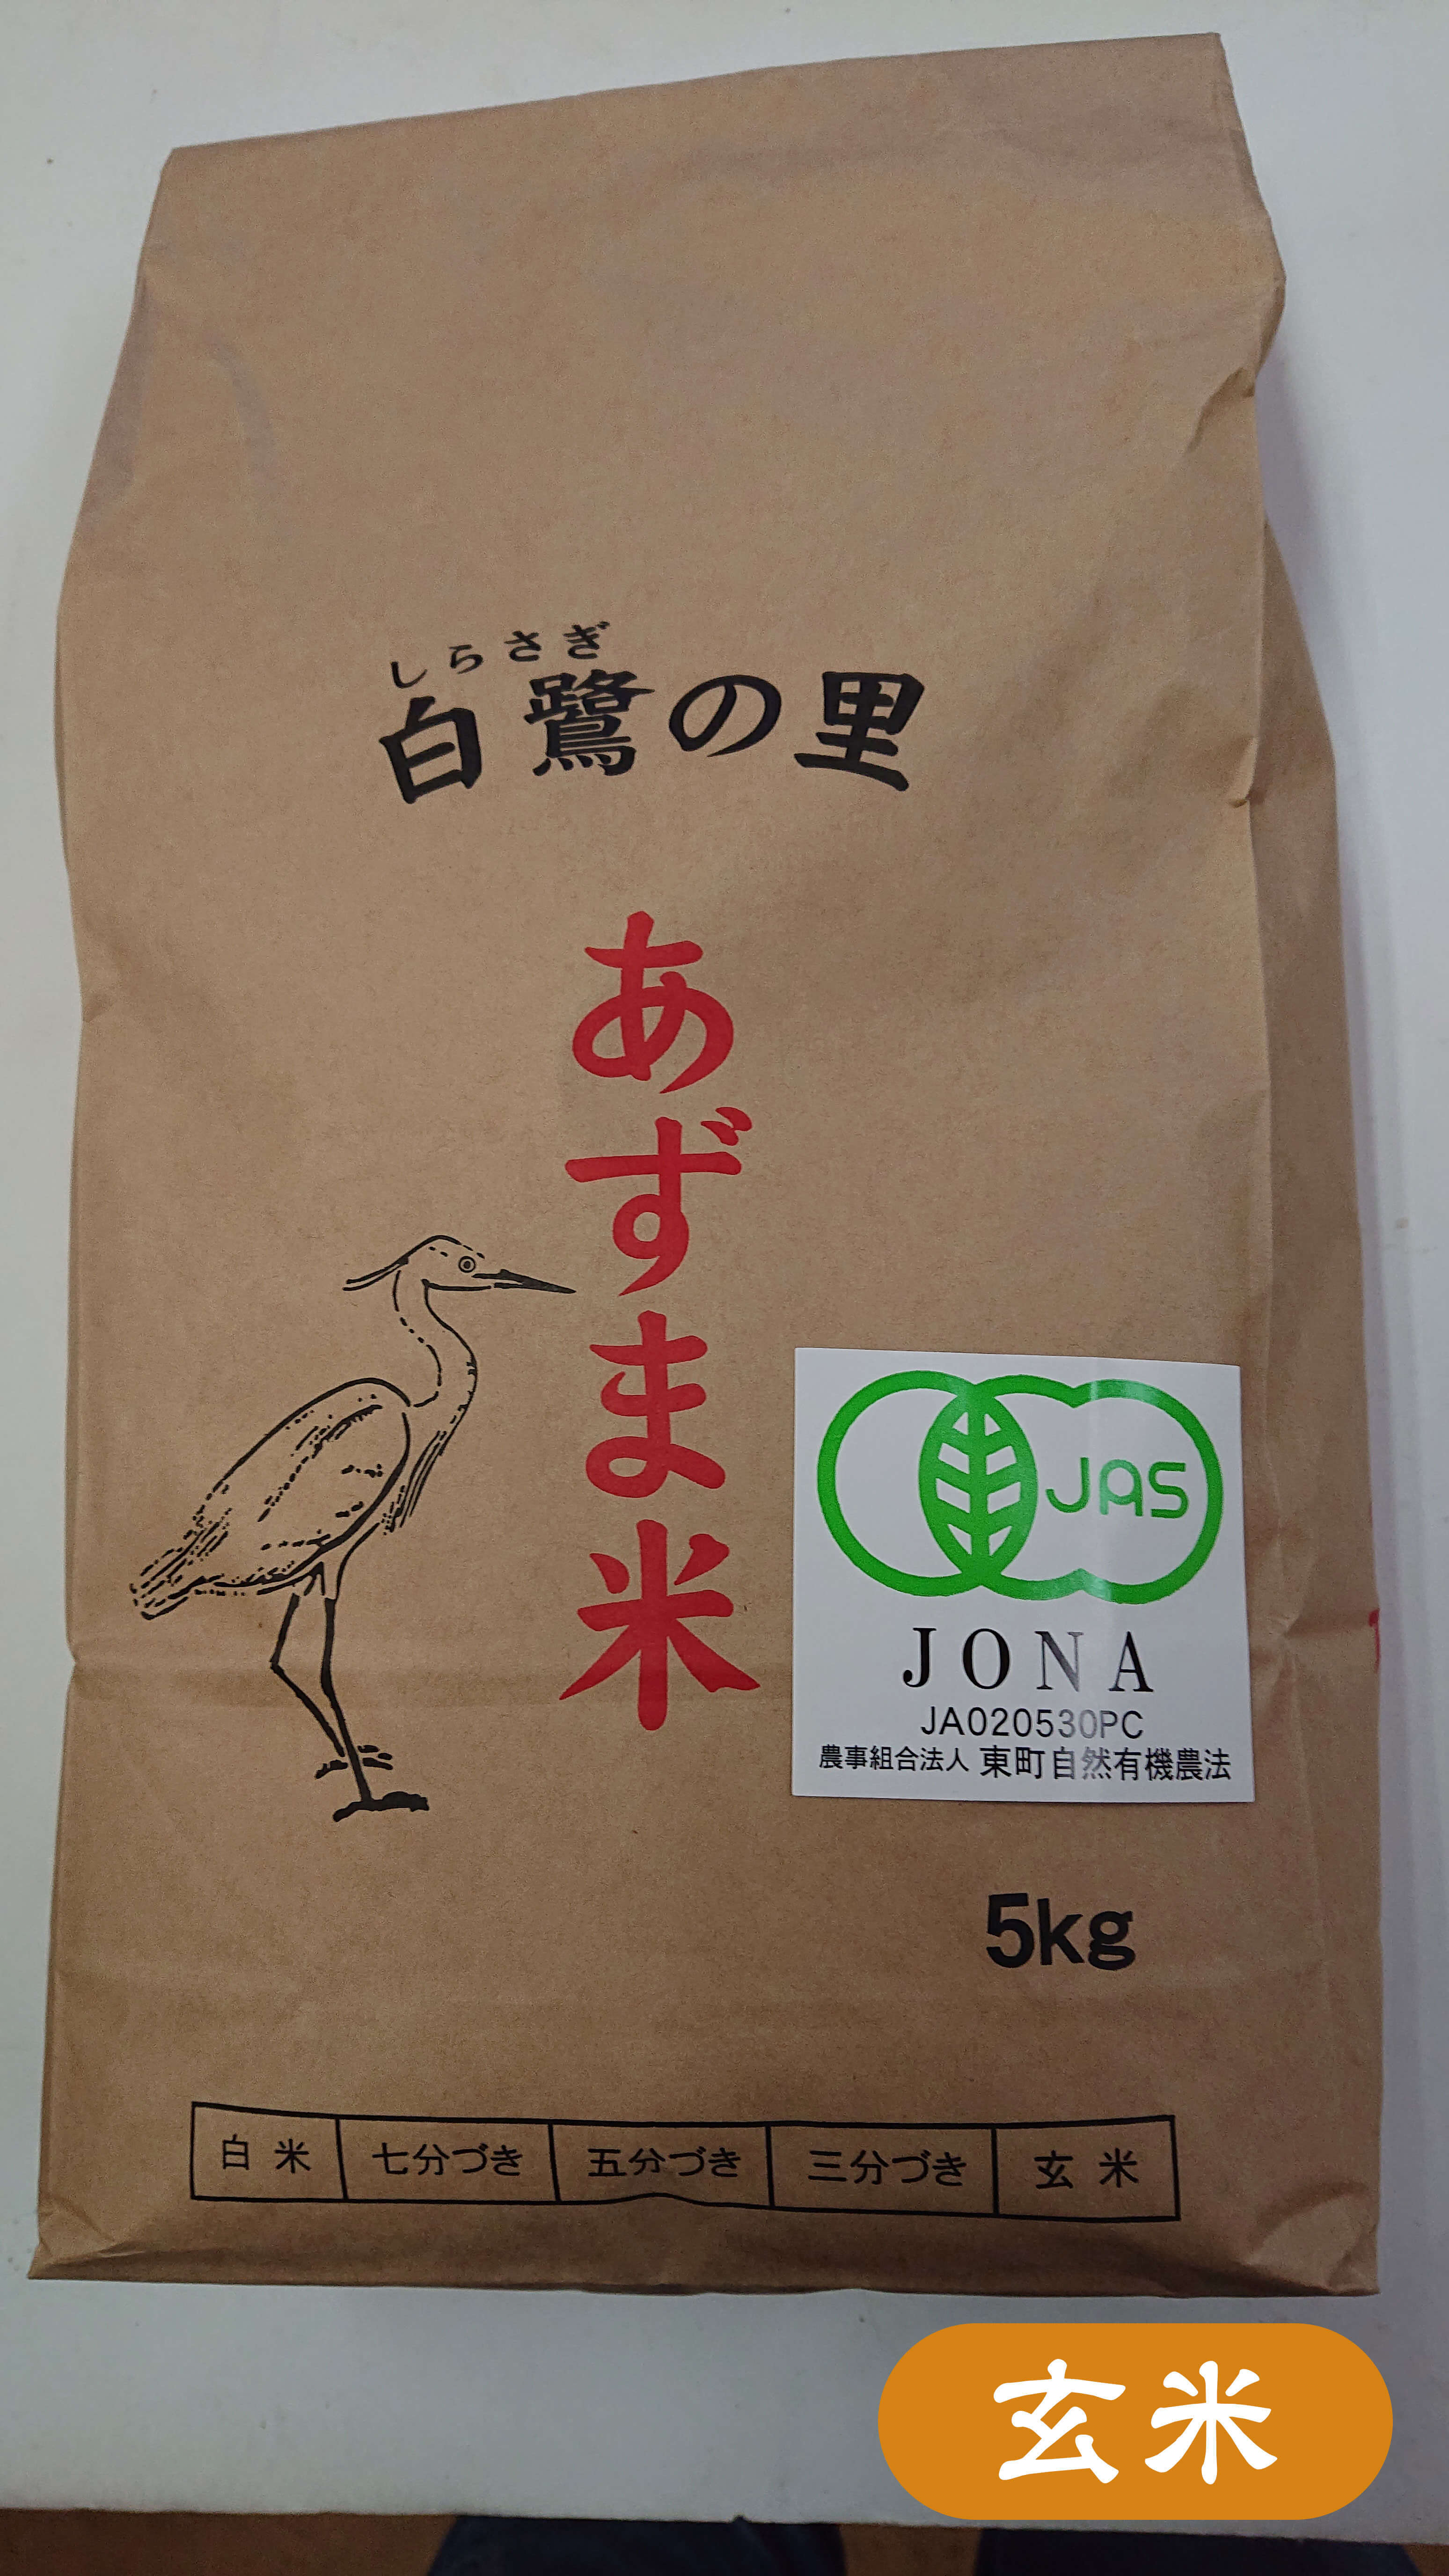 しらさぎ
白鷺の里
あずま米
JAS
JONA
JA020530PC
農事組合法人 東町自然有機農法
5kg
白米 七分づき 五分づき 三分づき 玄米
玄米